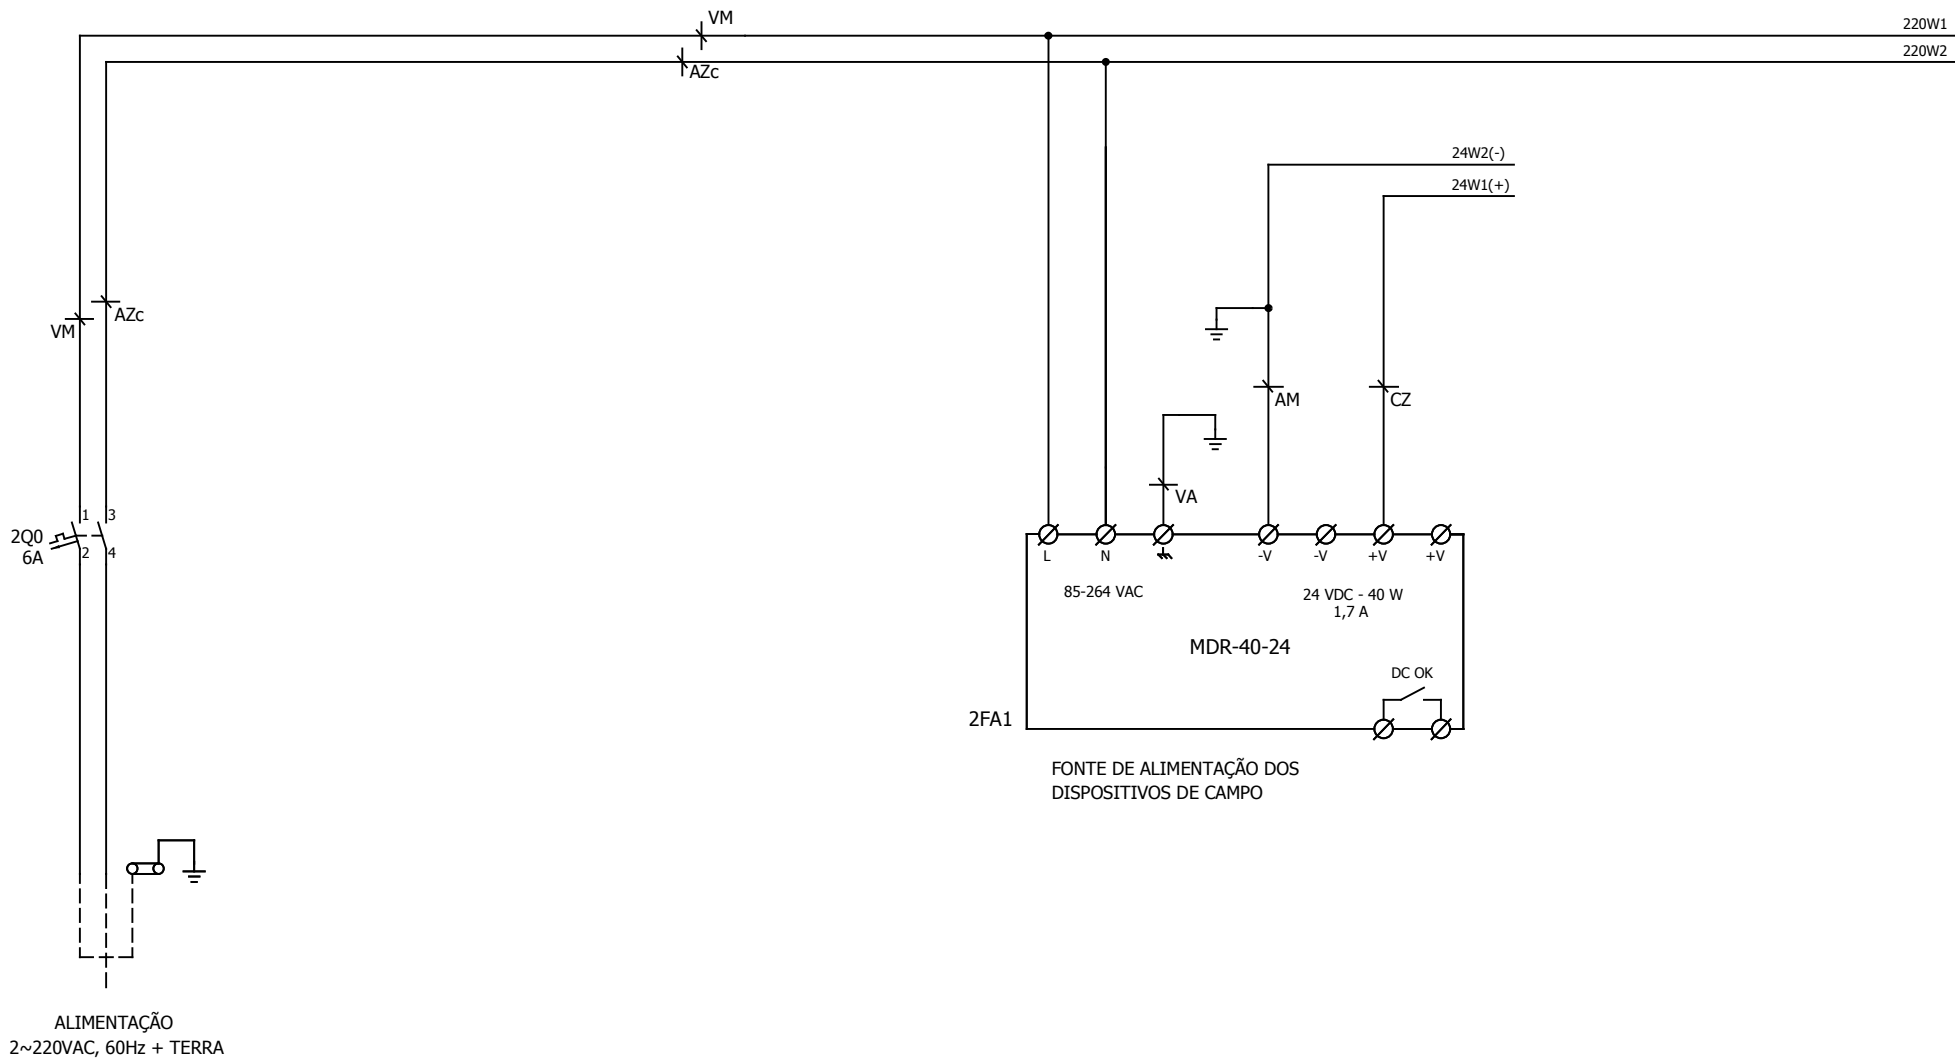 VM
220W1
220W2
AZc
24W2(-)
24W1(+)
AZc
VM
AM
CZ
VA
1
3
2Q0
6A
2
4
L
N
-V
-V
+V
+V
85-264 VAC
24 VDC - 40 W
1,7 A
MDR-40-24
DC OK
2FA1
FONTE DE ALIMENTAÇÃO DOS
DISPOSITIVOS DE CAMPO
ALIMENTAÇÃO
2~220VAC, 60Hz + TERRA